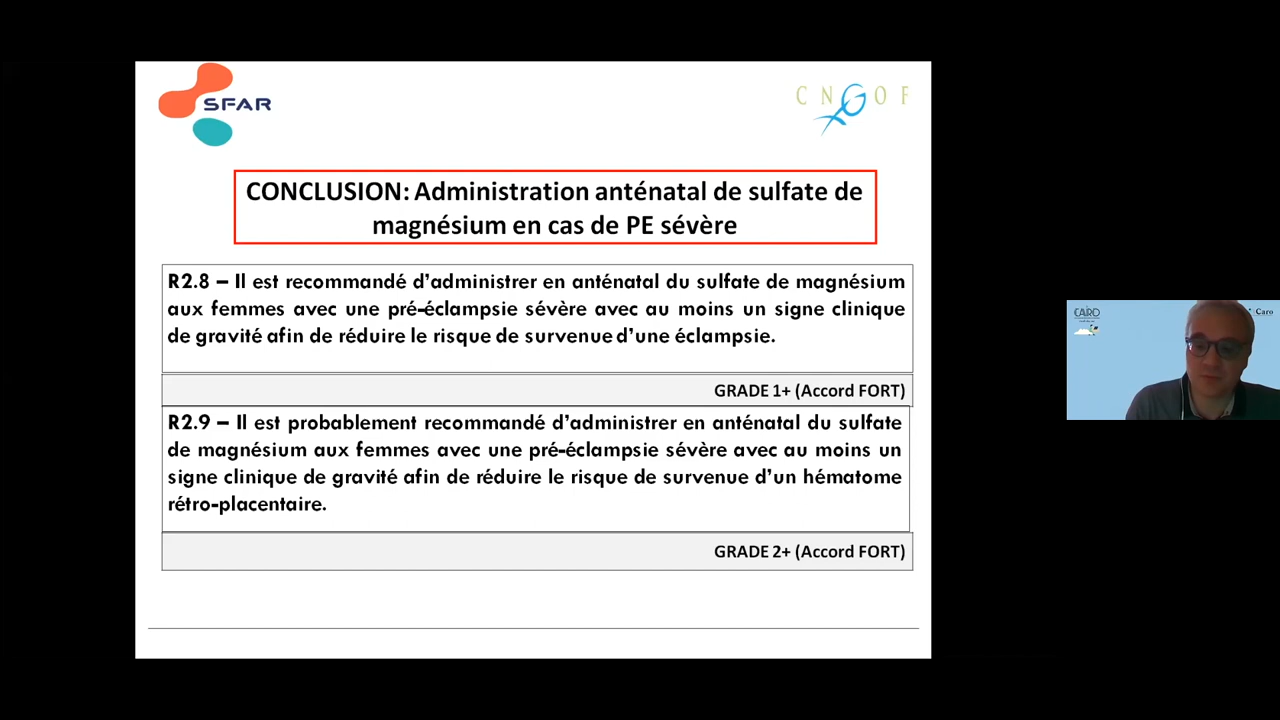 SFAR
CNGOF
CONCLUSION: Administration anténatal de sulfate de
magnésium en cas de PE sévère
R2.8 – Il est recommandé d’administrer en anténatal du sulfate de magnésium
aux femmes avec une pré-éclampsie sévère avec au moins un signe clinique
de gravité afin de réduire le risque de survenue d’une éclampsie.
GRADE 1+ (Accord FORT)
R2.9 – Il est probablement recommandé d’administrer en anténatal du sulfate
de magnésium aux femmes avec une pré-éclampsie sévère avec au moins un
signe clinique de gravité afin de réduire le risque de survenue d’un hématome
rétro-placentaire.
GRADE 2+ (Accord FORT)
CARO
Caro